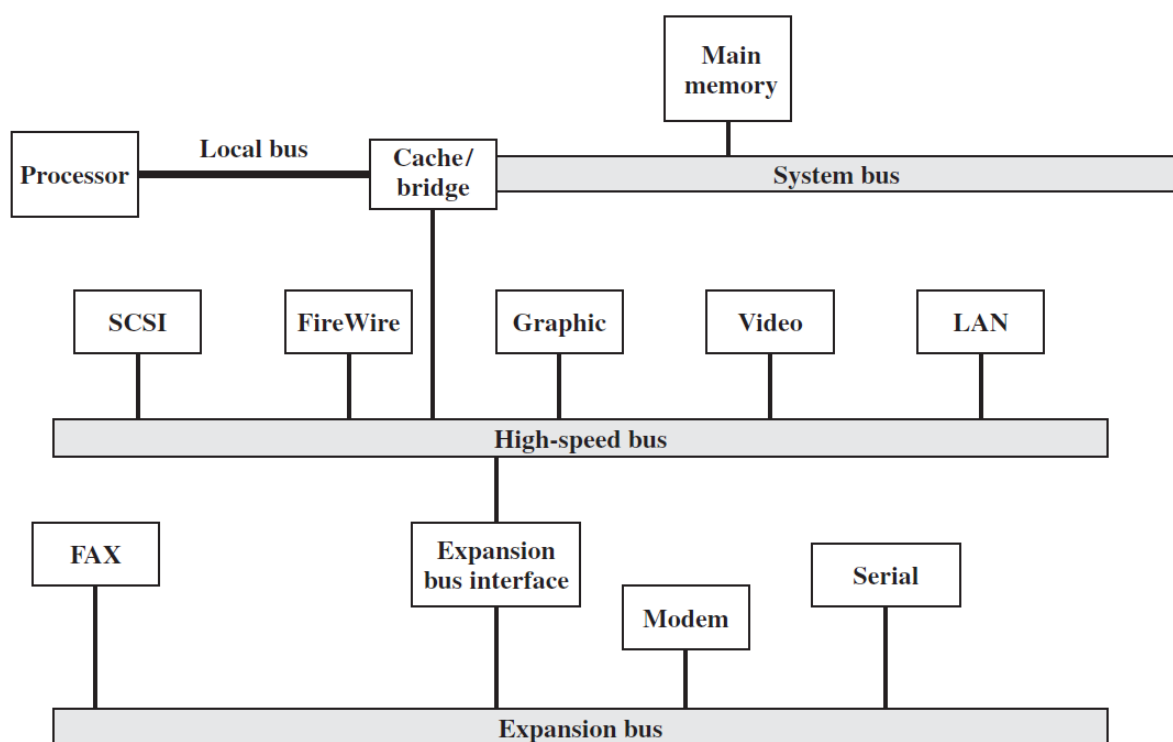 Main
memory
Local bus
Processor
Cache/
bridge
System bus
SCSI
FireWire
Graphic
Video
LAN
High-speed bus
FAX
Expansion
bus interface
Serial
Modem
Expansion bus